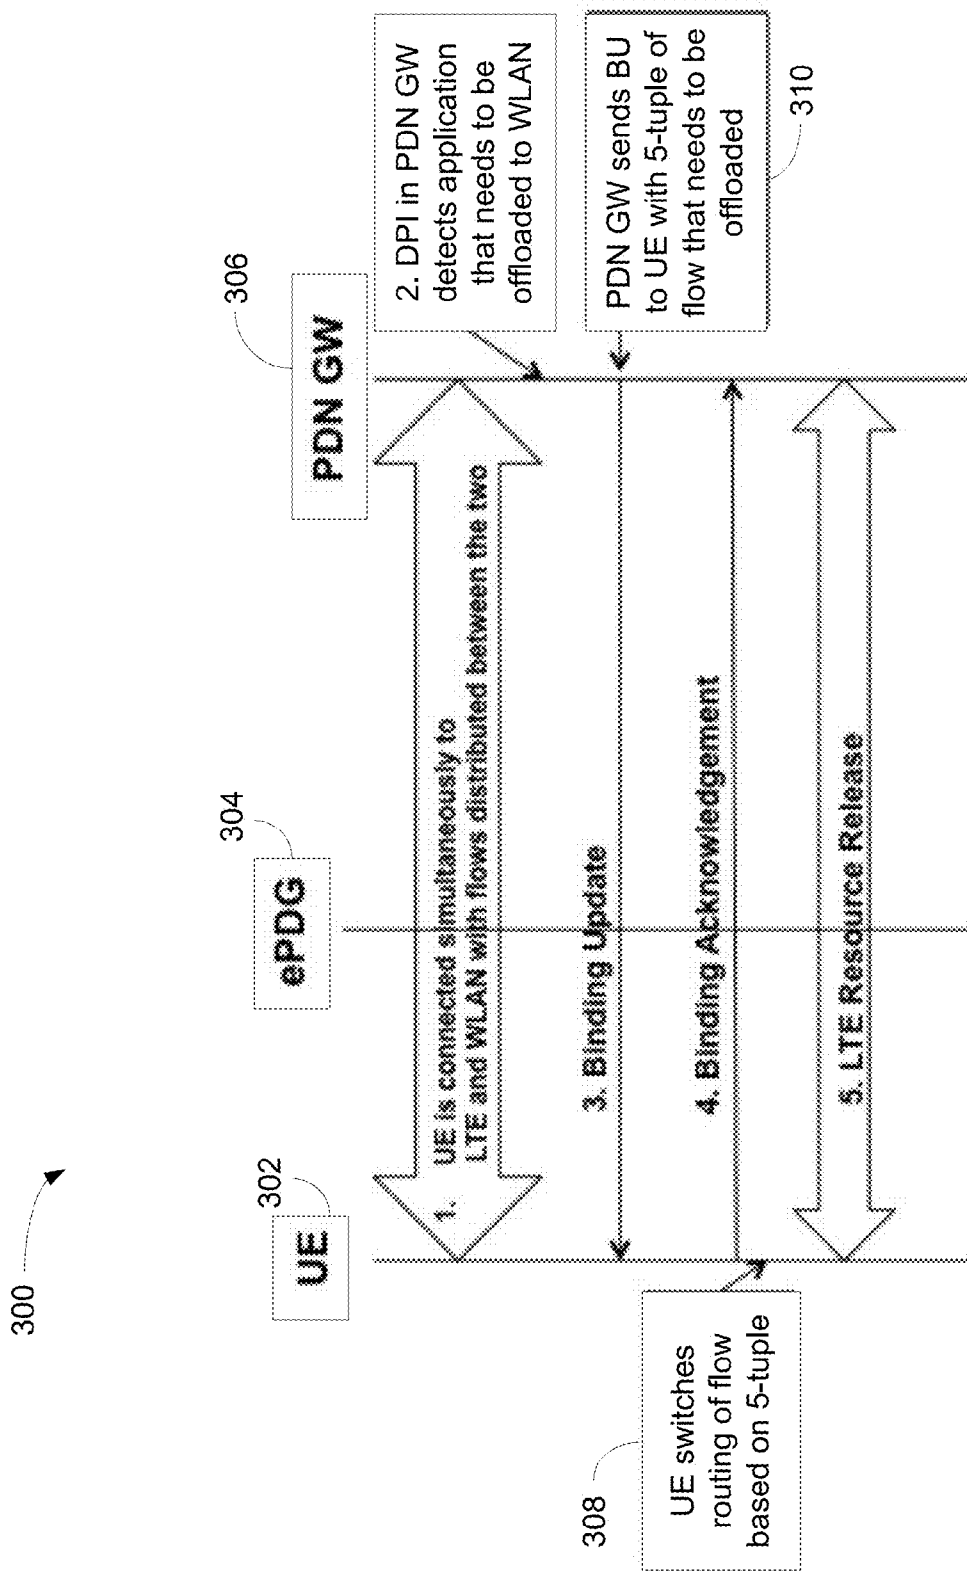 300
302
UE
304
ePDG
306
PDN GW
1. UE is connected simultaneously to
LTE and WLAN with flows distributed between the two
2. DPI in PDN GW
detects application
that needs to be
offloaded to WLAN
PDN GW sends BU
to UE with 5-tuple of
flow that needs to be
offloaded
310
3. Binding Update
4. Binding Acknowledgement
308
UE switches
routing of flow
based on 5-tuple
5. LTE Resource Release